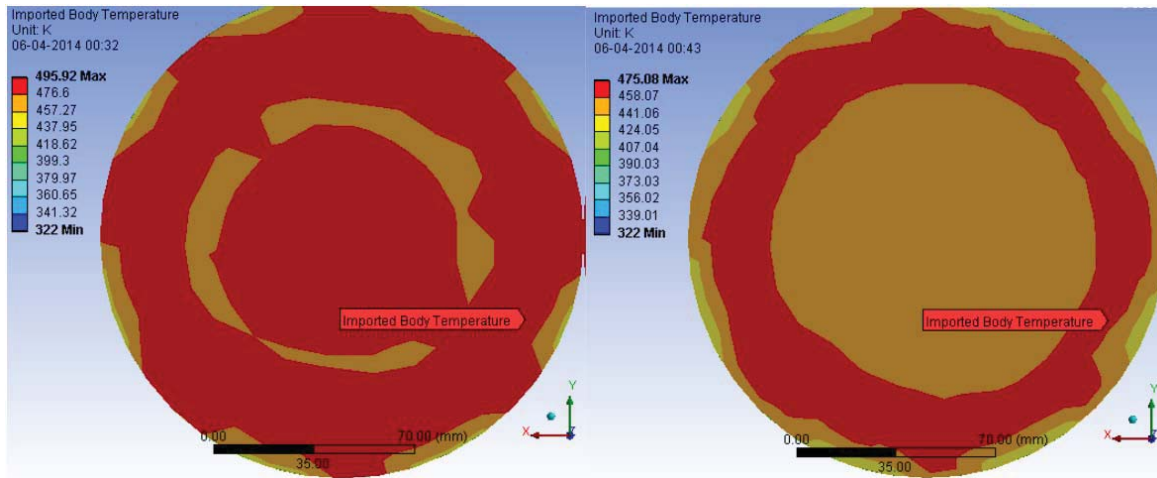 Imported Body Temperature
Unit: K
06-04-2014 00:32
495.92 Max
476.6
457.27
437.95
418.62
399.3
379.97
360.65
341.32
322 Min
Imported Body Temperature
0.00
70.00 (mm)
35.00
Y
X
Z
Imported Body Temperature
Unit: K
06-04-2014 00:43
475.08 Max
458.07
441.06
424.05
407.04
390.03
373.03
356.02
339.01
322 Min
Imported Body Temperature
0.00
70.00 (mm)
35.00
Y
X
Z